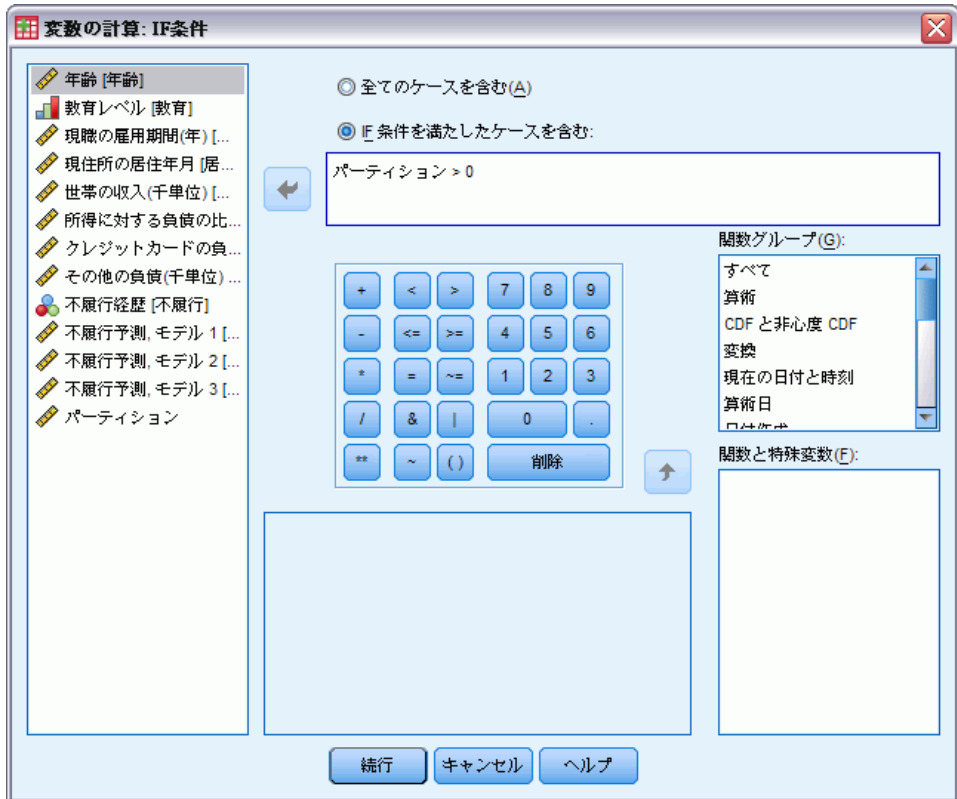 変数の計算: IF条件
年齢 [年齢]
教育レベル [教育]
現職の雇用期間(年) [...
現住所の居住年月 [居...
世帯の収入(千単位) [...
所得に対する負債の比...
クレジットカードの負...
その他の負債(千単位) ...
不履行経歴 [不履行]
不履行予測, モデル 1 [...
不履行予測, モデル 2 [...
不履行予測, モデル 3 [...
パーティション
全てのケースを含む(A)
IF 条件を満たしたケースを含む:
パーティション > 0
+ < > 7 8 9
- <= >= 4 5 6
* = ~= 1 2 3
/ & | 0 .
** ~ ( ) 削除
関数グループ(G):
すべて
算術
CDF と非心度 CDF
変換
現在の日付と時刻
算術日
日付作成
関数と特殊変数(F):
続行 キャンセル ヘルプ